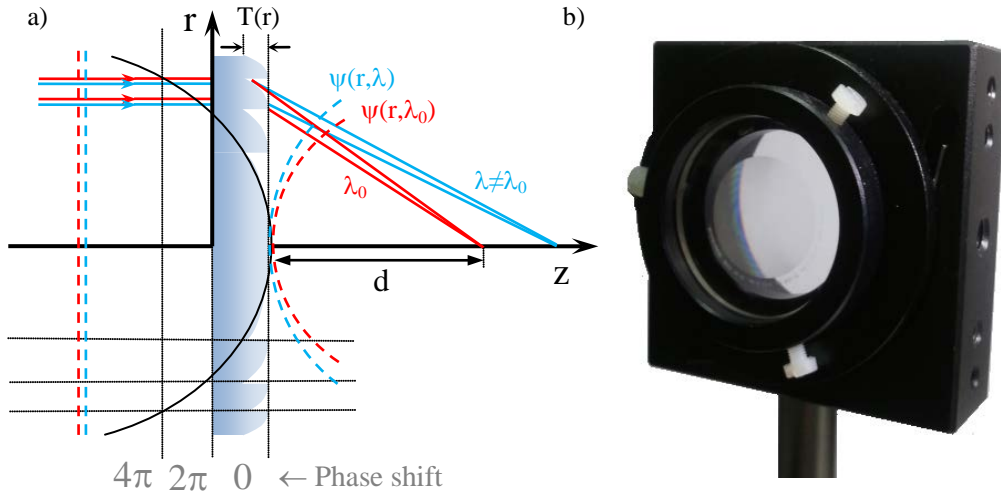 a)
r
T(r)
b)
ψ(r,λ)
ψ(r,λ₀)
λ₀
λ≠λ₀
d
z
4π 2π 0 ← Phase shift